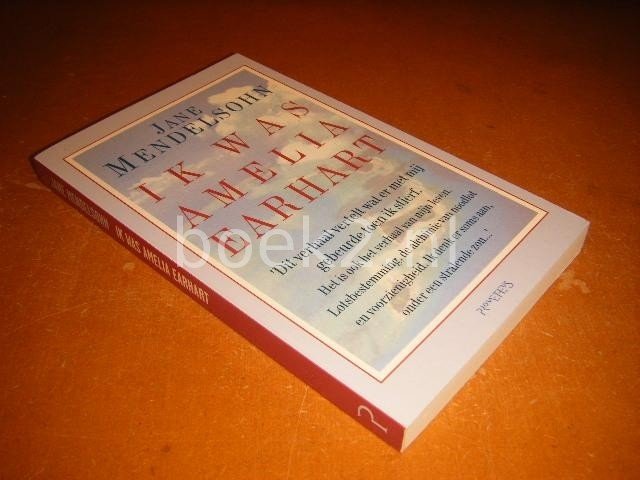 JANE
MENDELSOHN
IK WAS
AMELIA
EARHART
'Dit verhaal vertelt wat er met mij
gebeurde toen ik stierf.
Het is ook het verhaal van mijn leven.
Lotsbestemming, de alchemie van noodlot
en voorzienigheid. Ik denk er soms aan,
onder een stralende zon...'
PROMETHEUS
JANE MENDELSOHN IK WAS AMELIA EARHART
P
boekz.nl